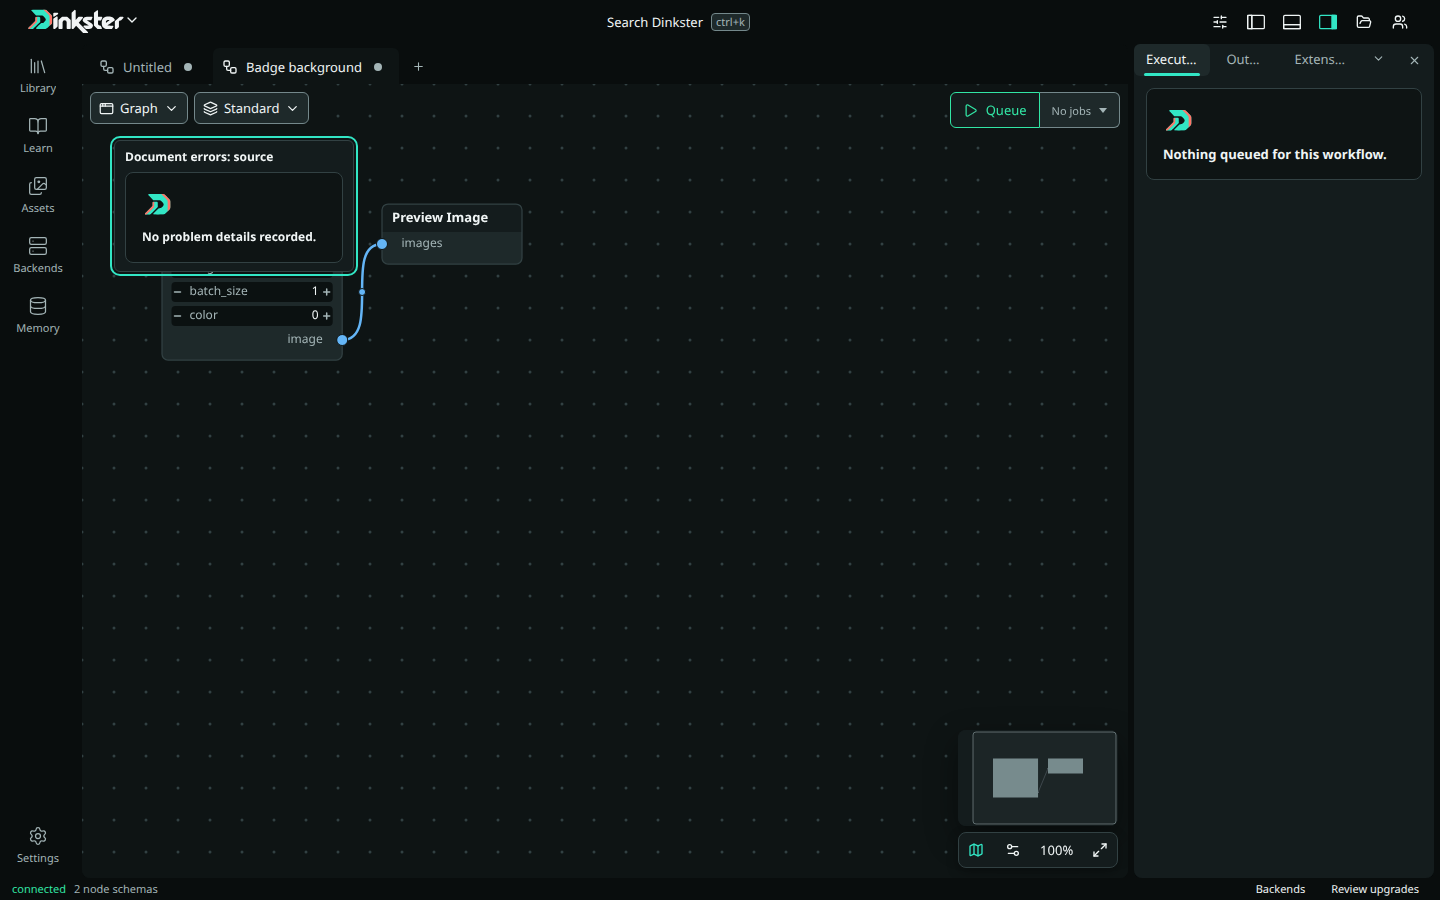 Dinkster
Search Dinkster ctrl+k
Library
Learn
Assets
Backends
Memory
Settings
Untitled
Badge background
Graph
Standard
Queue
No jobs
Document errors: source
No problem details recorded.
batch_size 1
color 0
image
Preview Image
images
100%
Execut...
Out...
Extens...
Nothing queued for this workflow.
connected 2 node schemas
Backends
Review upgrades